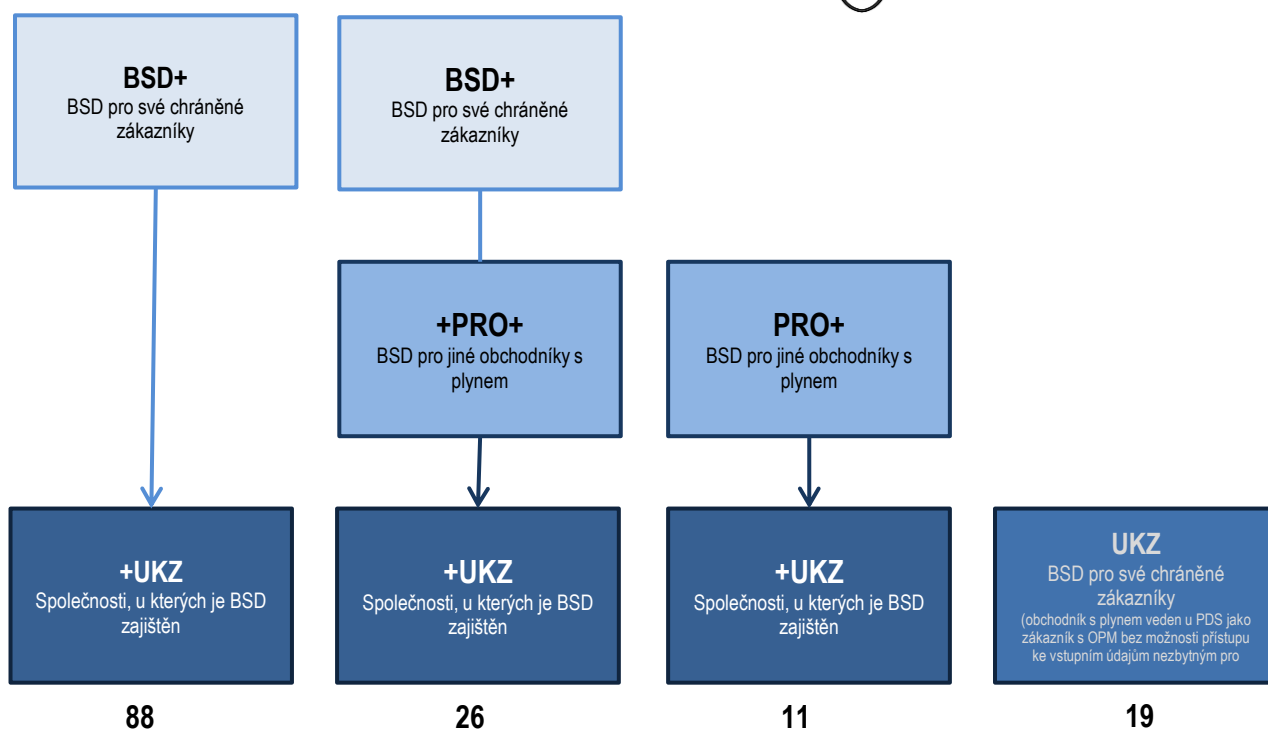 BSD+
BSD pro své chráněné
zákazníky
BSD+
BSD pro své chráněné
zákazníky
+PRO+
BSD pro jiné obchodníky s
plynem
PRO+
BSD pro jiné obchodníky s
plynem
+UKZ
Společnosti, u kterých je BSD
zajištěn
+UKZ
Společnosti, u kterých je BSD
zajištěn
+UKZ
Společnosti, u kterých je BSD
zajištěn
UKZ
BSD pro své chráněné
zákazníky
(obchodník s plynem veden u PDS jako
zákazník s OPM bez možnosti přístupu
ke vstupním údajům nezbytným pro
88
26
11
19